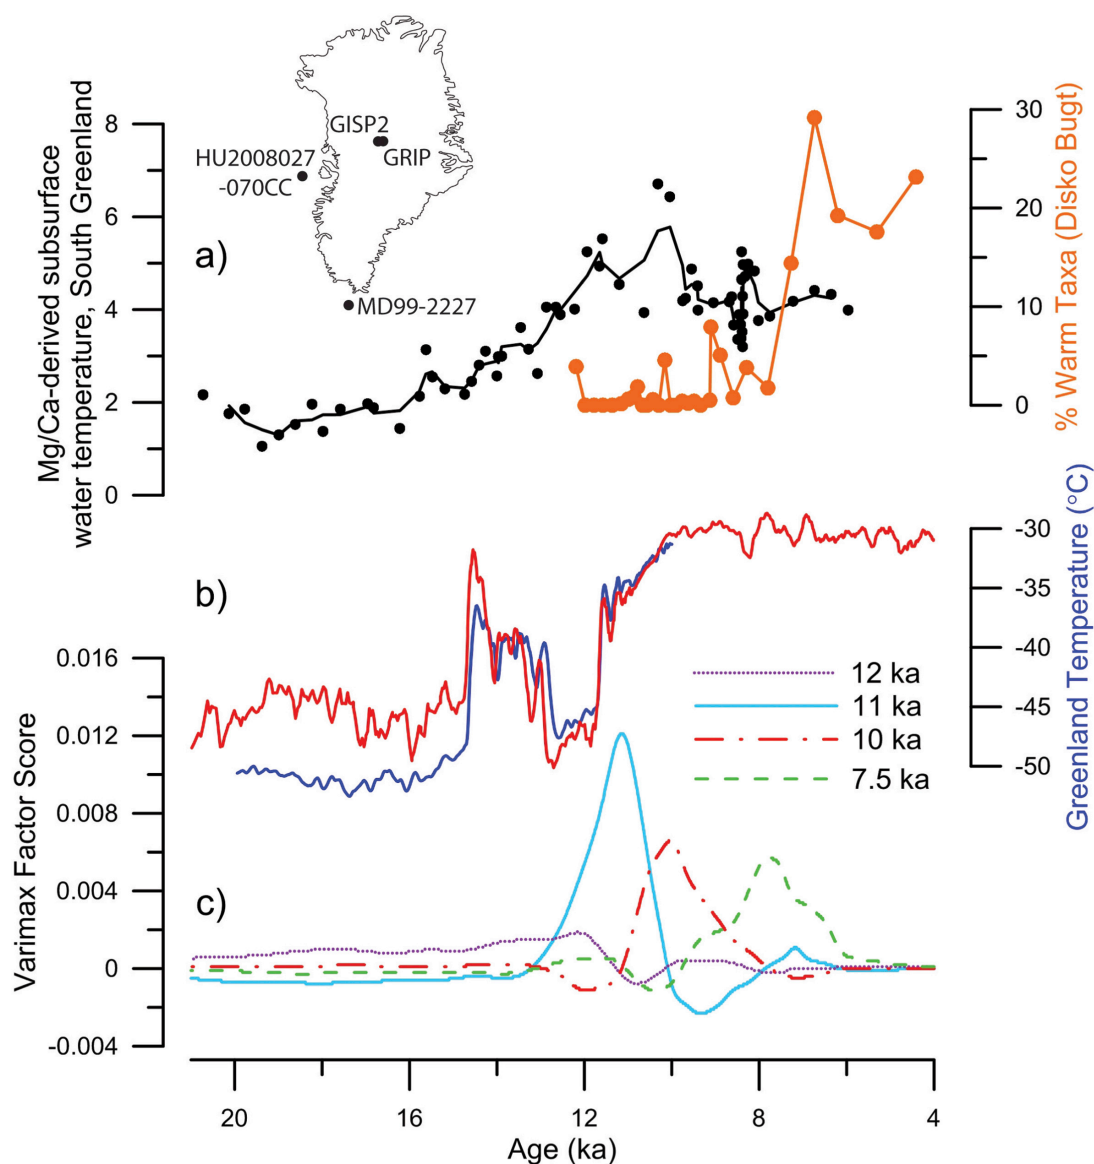 Mg/Ca-derived subsurface
water temperature, South Greenland
8
6
4
2
0
a)
GISP2
GRIP
HU2008027
-070CC
MD99-2227
30
20
10
0
% Warm Taxa (Disko Bugt)
b)
-30
-35
-40
-45
-50
Greenland Temperature (°C)
0.016
0.012
0.008
0.004
0
-0.004
Varimax Factor Score
c)
12 ka
11 ka
10 ka
7.5 ka
20
16
12
8
4
Age (ka)